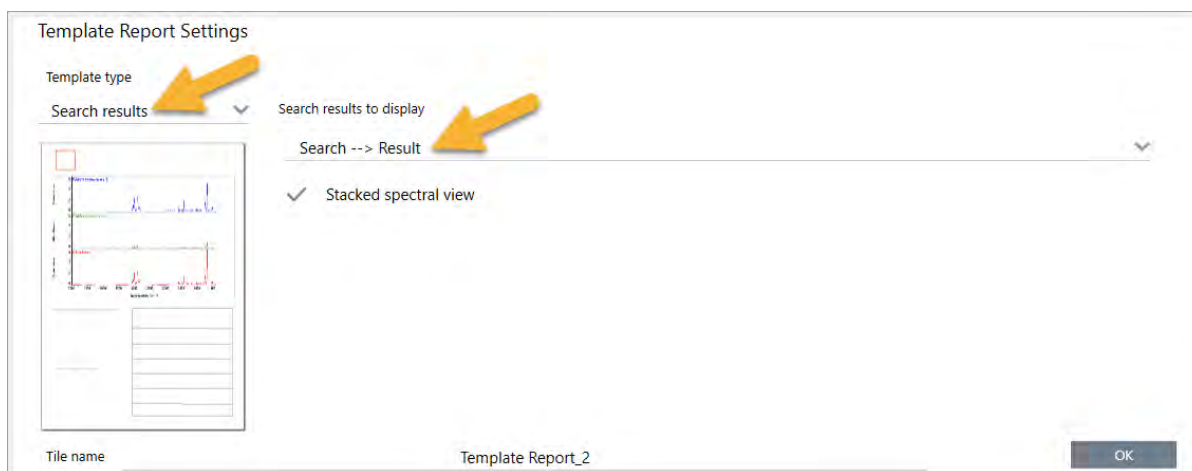 Template Report Settings
Template type
Search results
Search results to display
Search --> Result
Stacked spectral view
Tile name
Template Report_2
OK